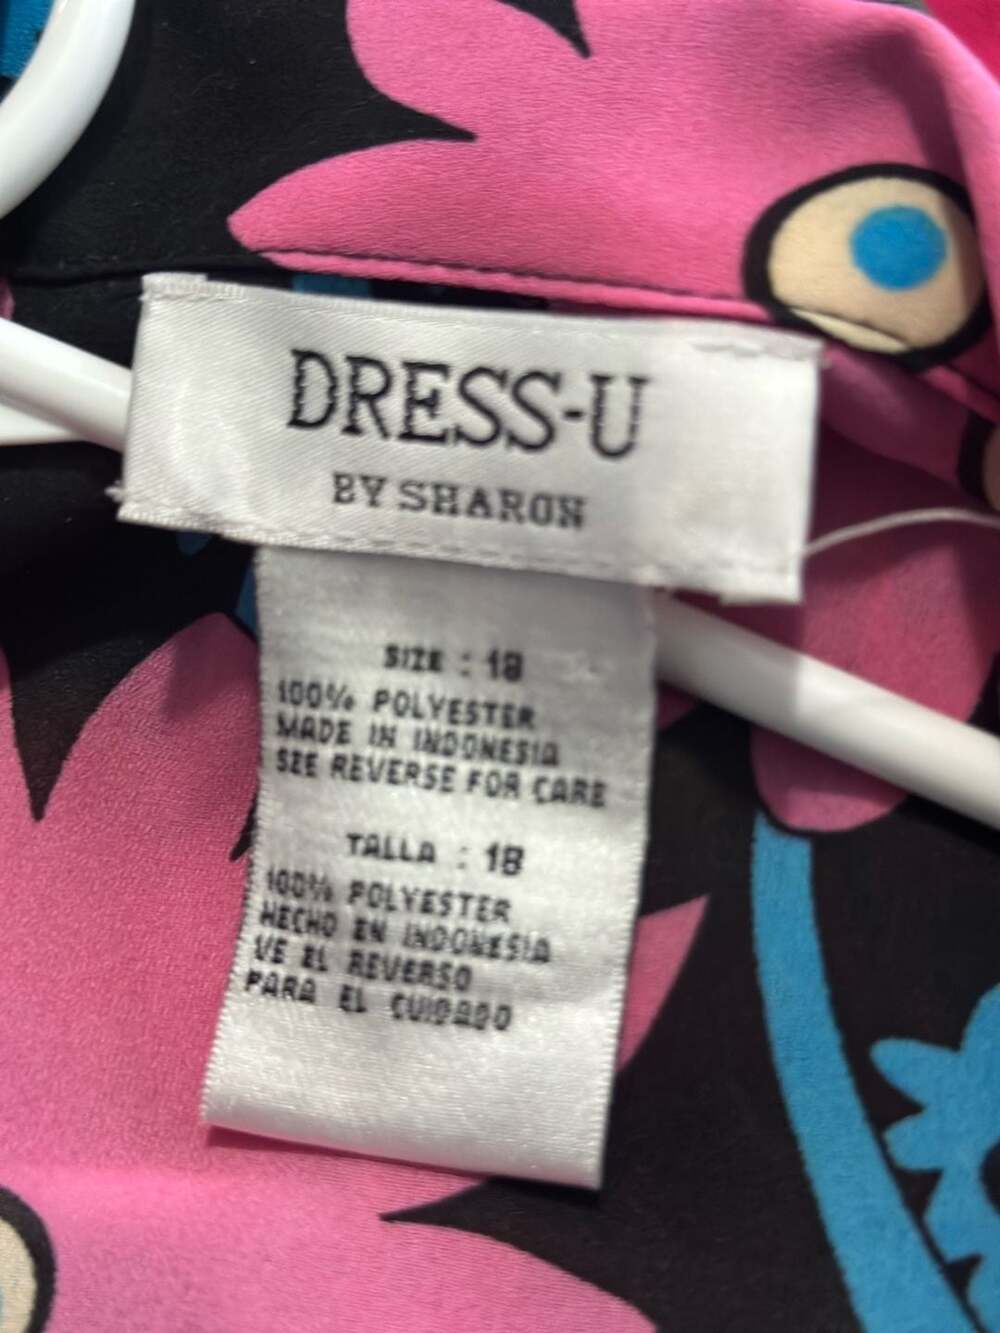 DRESS-U
BY SHARON
SIZE : 18
100% POLYESTER
MADE IN INDONESIA
SEE REVERSE FOR CARE
TALLA : 18
100% POLYESTER
HECHO EN INDONESIA
VE EL REVERSO
PARA EL CUIDADO